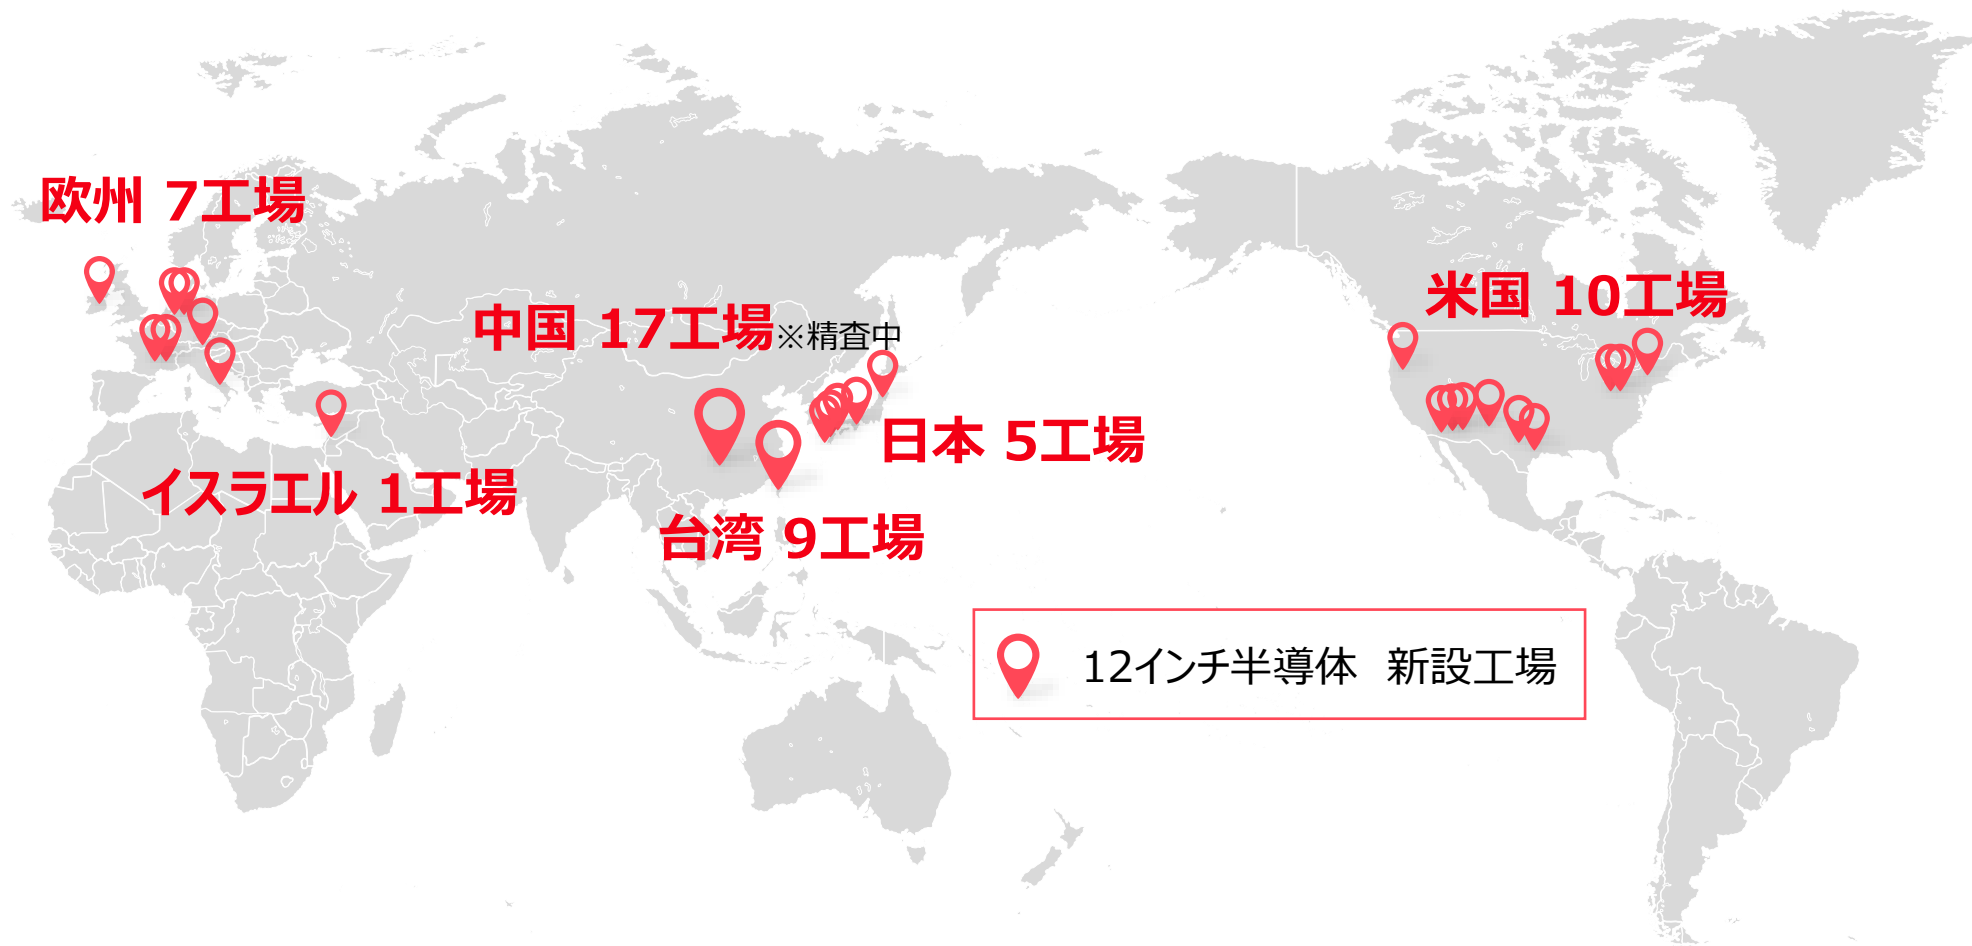 欧州 7工場
米国 10工場
中国 17工場※精査中
日本 5工場
イスラエル 1工場
台湾 9工場
12インチ半導体　新設工場